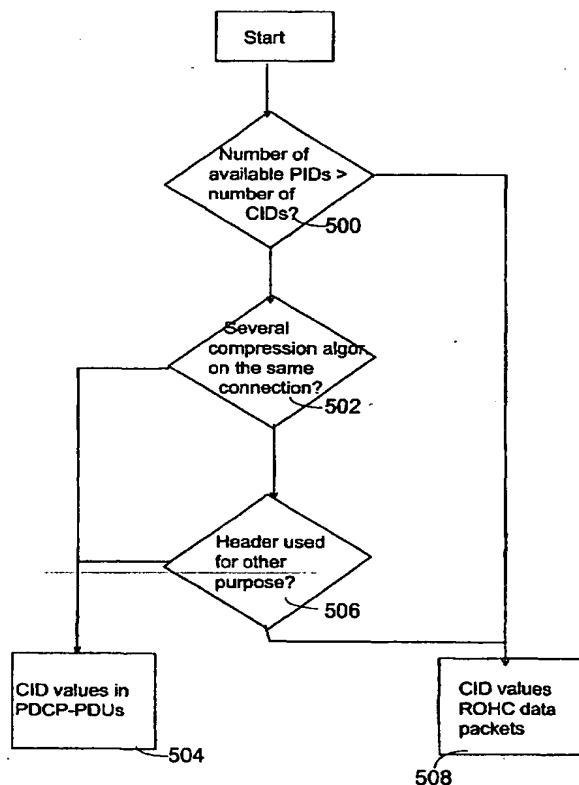 Start
Number of
available PIDs >
number of
CIDs?
500
Several
compression algor.
on the same
connection?
502
Header used
for other
purpose?
506
CID values in
PDCP-PDUs
504
CID values
ROHC data
packets
508